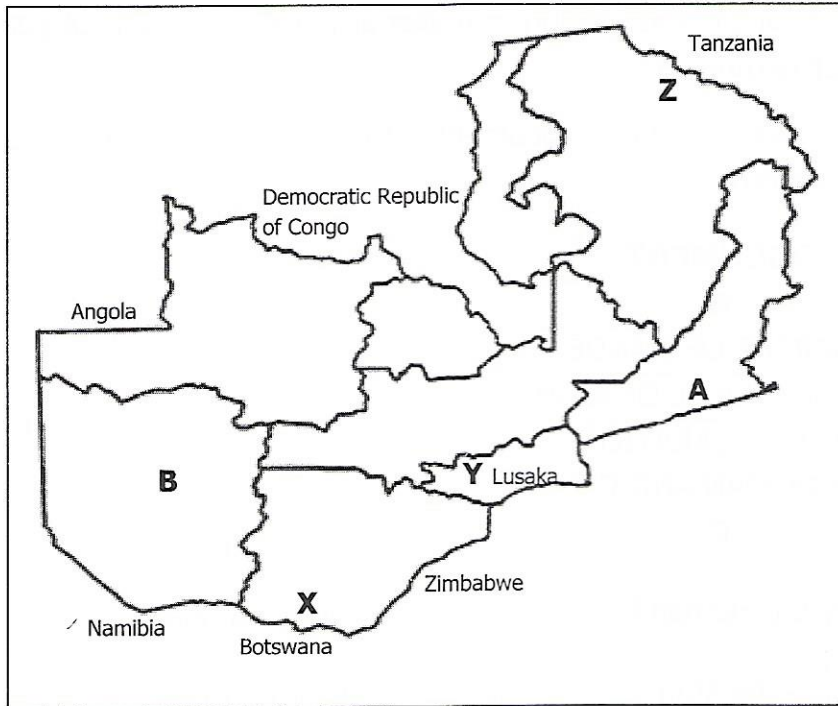 Tanzania
Z
Democratic Republic
of Congo
Angola
A
B
Y Lusaka
X
Zimbabwe
Namibia
Botswana